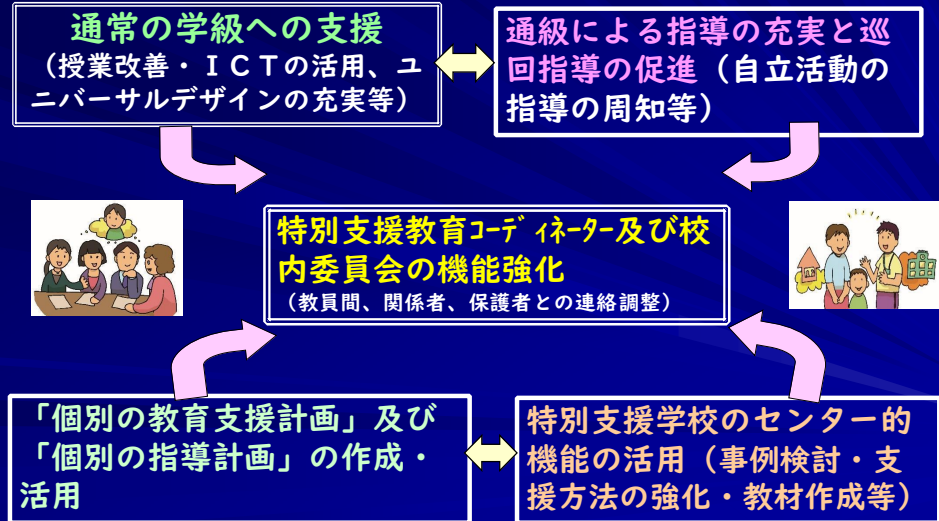 通常の学級への支援
（授業改善・ＩＣＴの活用、ユ
ニバーサルデザインの充実等）
通級による指導の充実と巡
回指導の促進（自立活動の
指導の周知等）
特別支援教育ｺｰﾃﾞｨﾈｰﾀｰ及び校
内委員会の機能強化
（教員間、関係者、保護者との連絡調整）
「個別の教育支援計画」及び
「個別の指導計画」の作成・
活用
特別支援学校のセンター的
機能の活用（事例検討・支
援方法の強化・教材作成等）